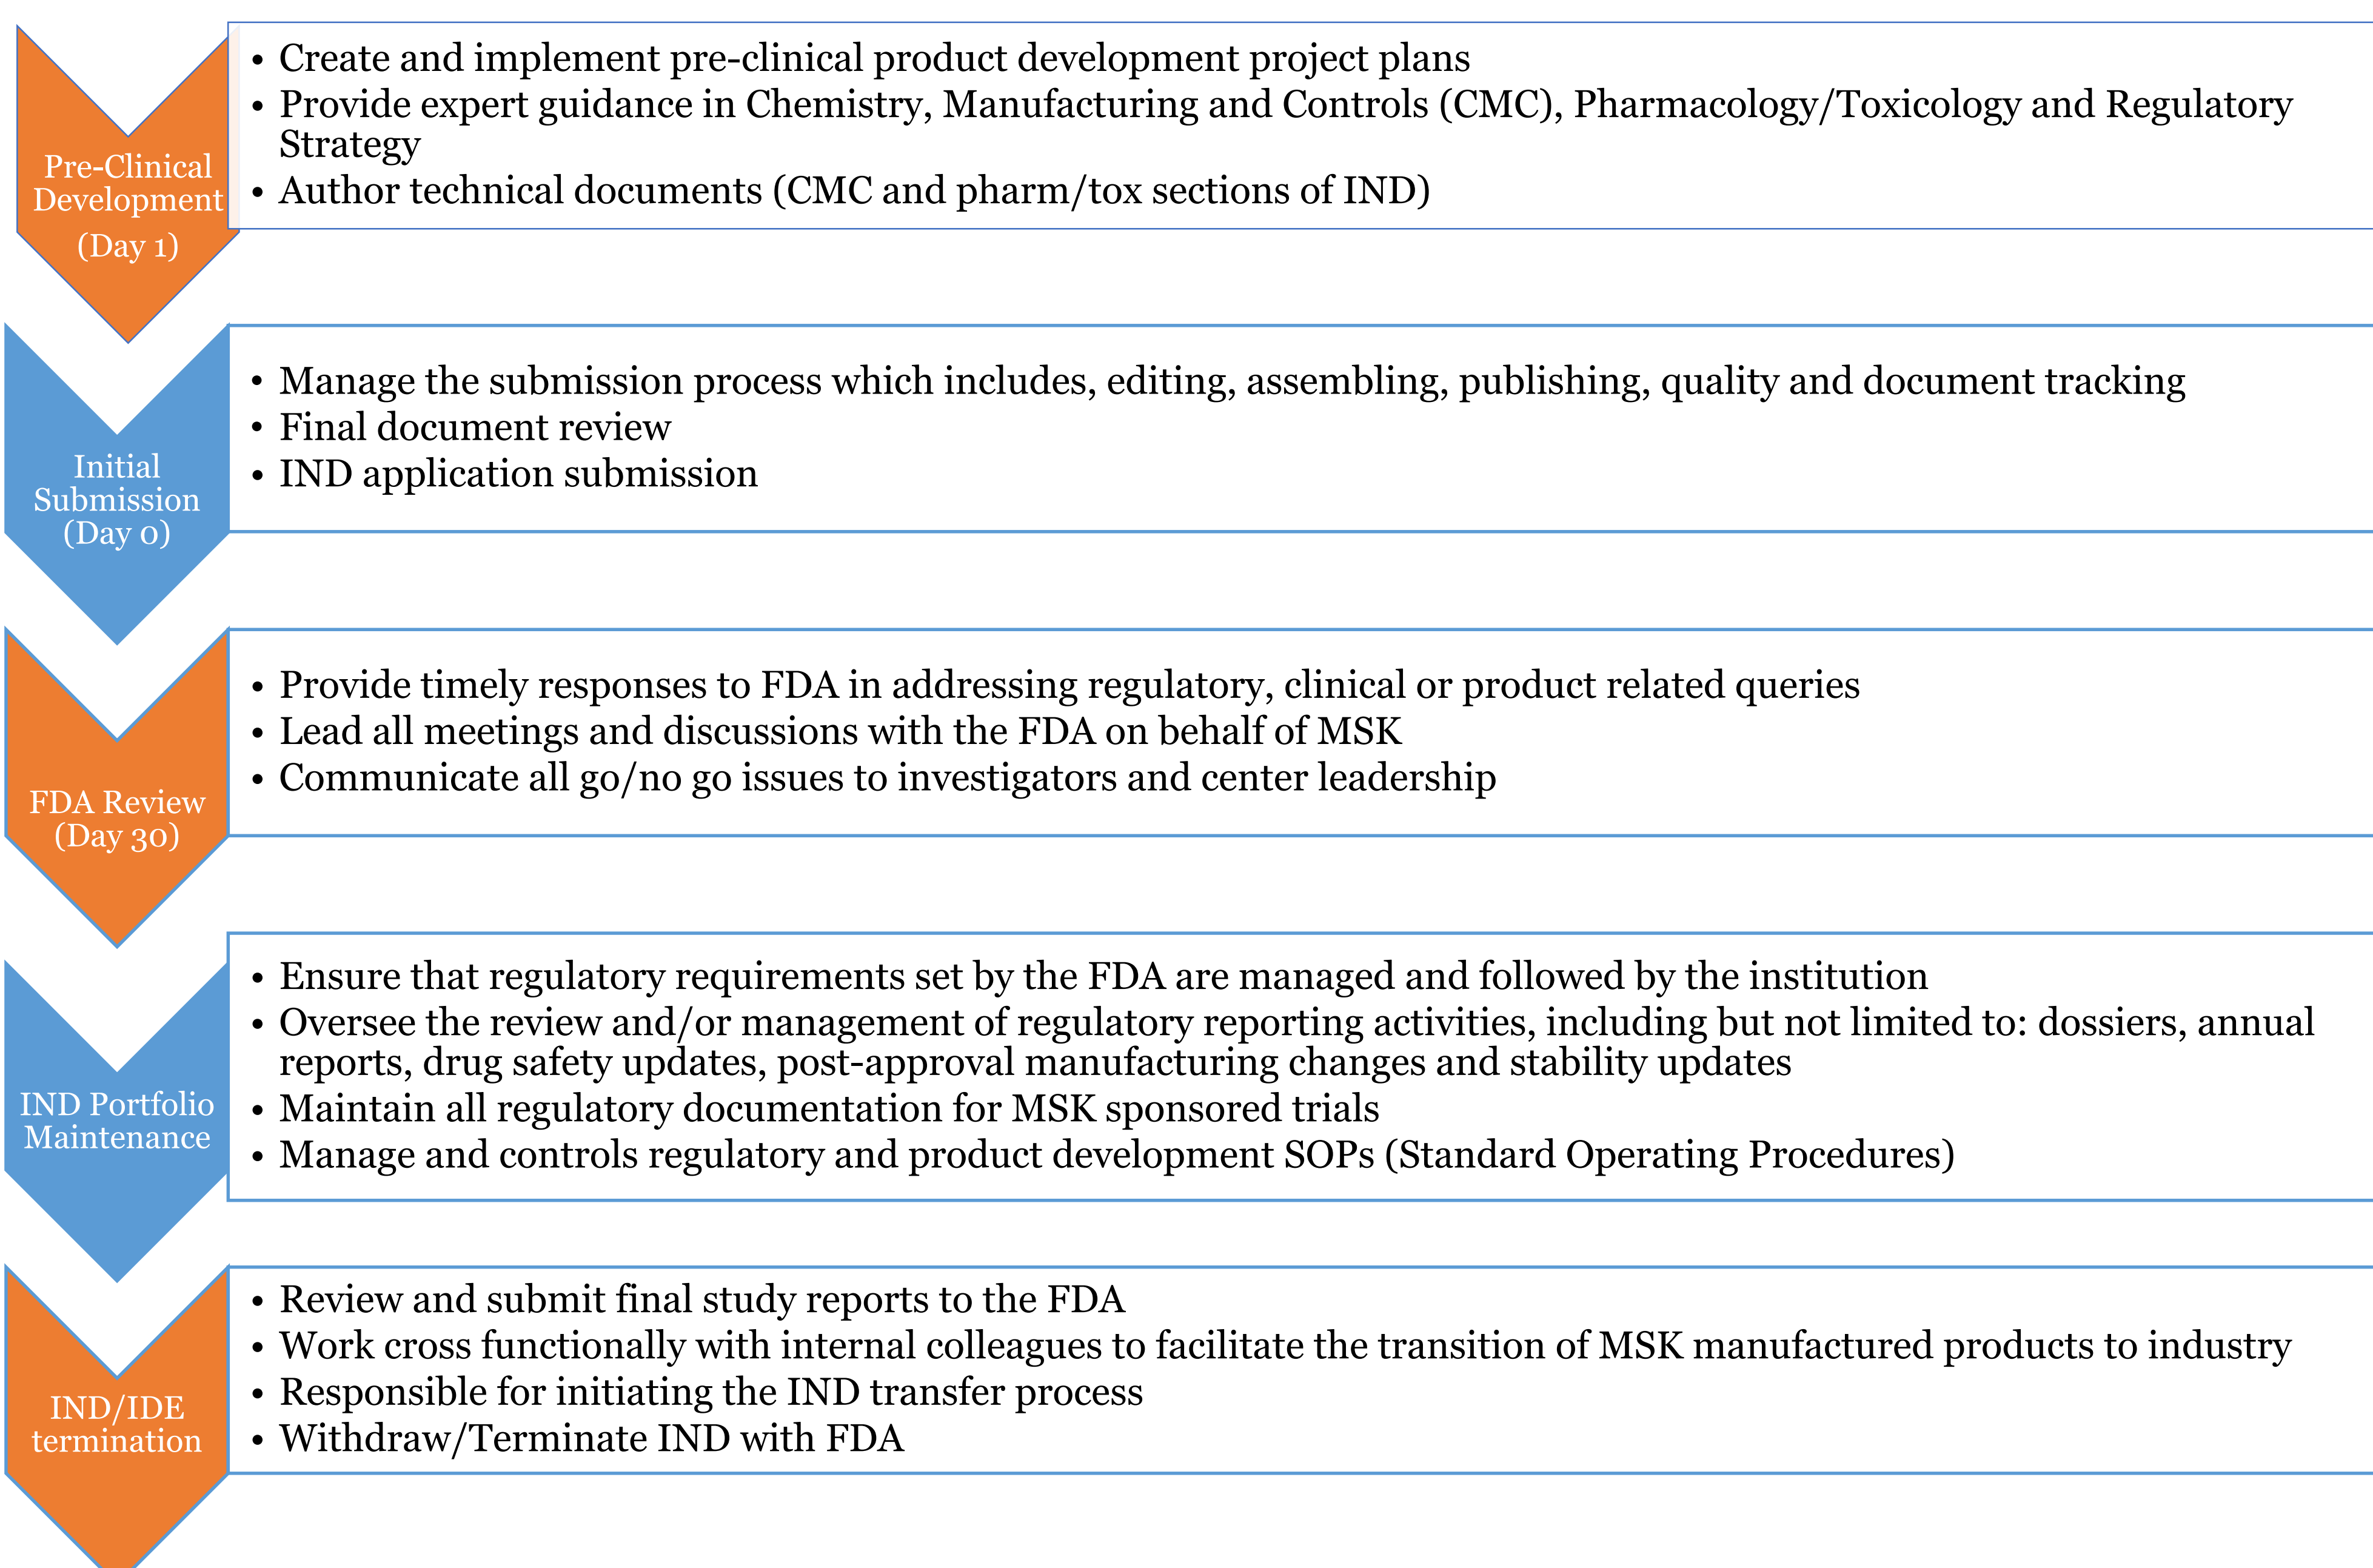 Pre-Clinical
Development
(Day 1)
• Create and implement pre-clinical product development project plans
• Provide expert guidance in Chemistry, Manufacturing and Controls (CMC), Pharmacology/Toxicology and Regulatory
Strategy
• Author technical documents (CMC and pharm/tox sections of IND)
Initial
Submission
(Day 0)
• Manage the submission process which includes, editing, assembling, publishing, quality and document tracking
• Final document review
• IND application submission
FDA Review
(Day 30)
• Provide timely responses to FDA in addressing regulatory, clinical or product related queries
• Lead all meetings and discussions with the FDA on behalf of MSK
• Communicate all go/no go issues to investigators and center leadership
IND Portfolio
Maintenance
• Ensure that regulatory requirements set by the FDA are managed and followed by the institution
• Oversee the review and/or management of regulatory reporting activities, including but not limited to: dossiers, annual
reports, drug safety updates, post-approval manufacturing changes and stability updates
• Maintain all regulatory documentation for MSK sponsored trials
• Manage and controls regulatory and product development SOPs (Standard Operating Procedures)
IND/IDE
termination
• Review and submit final study reports to the FDA
• Work cross functionally with internal colleagues to facilitate the transition of MSK manufactured products to industry
• Responsible for initiating the IND transfer process
• Withdraw/Terminate IND with FDA